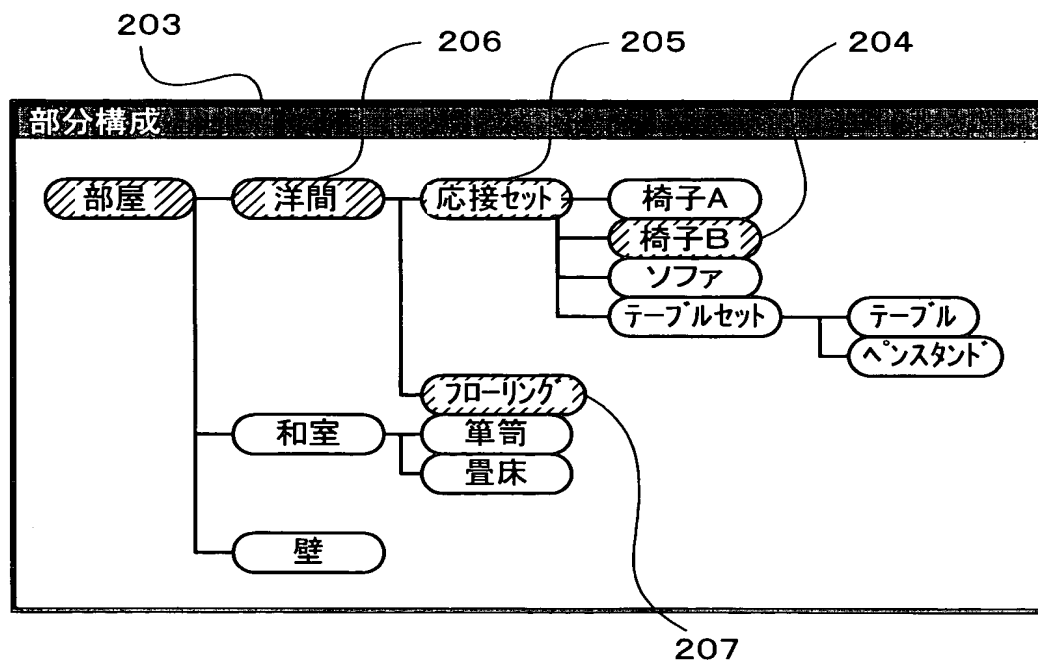 203
206
205
204
部分構成
部屋
洋間
応接セット
椅子A
椅子B
ソファ
テーブルセット
テーブル
ペンスタンド
フローリング
和室
箪笥
畳床
壁
207